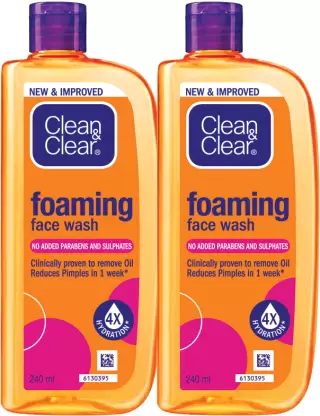 NEW & IMPROVED
Clean &
Clear®
foaming
face wash
NO ADDED PARABENS AND SULPHATES
Clinically proven to remove Oil
Reduces Pimples in 1 week*
4X
HYDRATION*
240 ml
6130395
NEW & IMPROVED
Clean &
Clear®
foaming
face wash
NO ADDED PARABENS AND SULPHATES
Clinically proven to remove Oil
Reduces Pimples in 1 week*
4X
HYDRATION*
240 ml
6130395